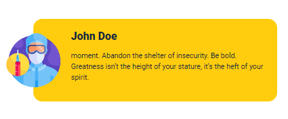 John Doe
moment. Abandon the shelter of insecurity. Be bold.
Greatness isn't the height of your stature, it's the heft of your
spirit.